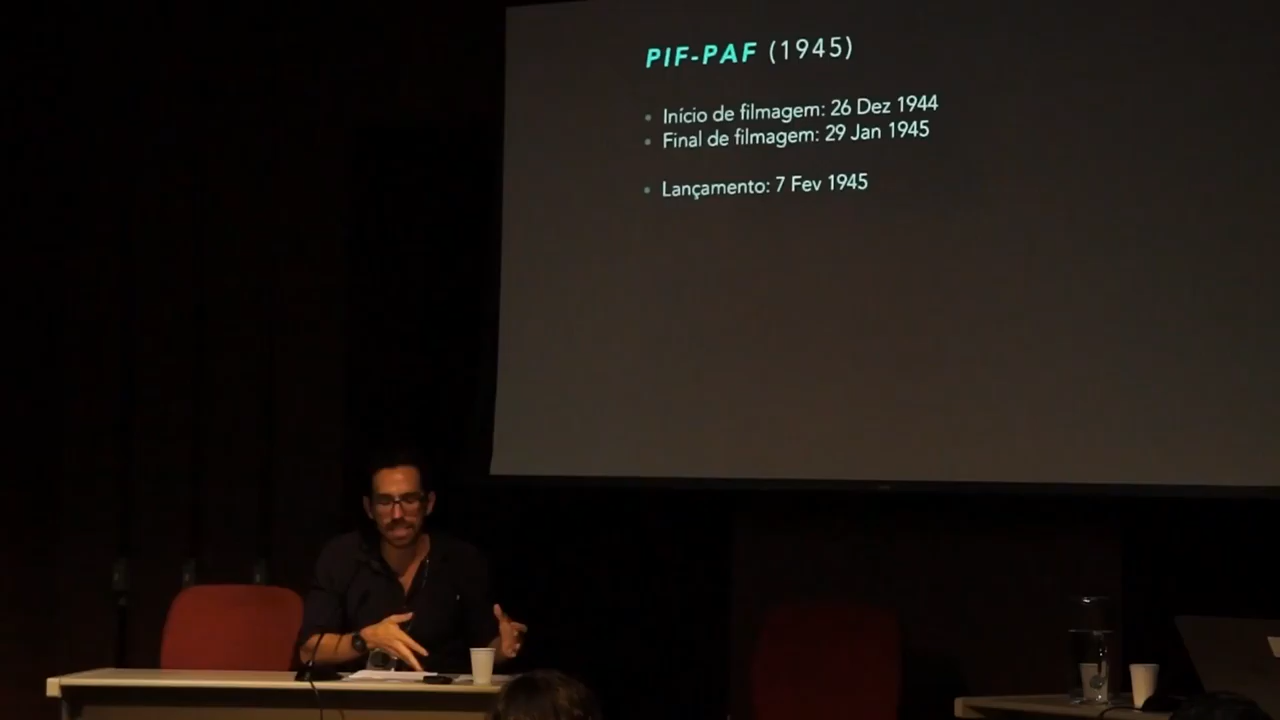 PIF-PAF (1945)
• Início de filmagem: 26 Dez 1944
• Final de filmagem: 29 Jan 1945
• Lançamento: 7 Fev 1945